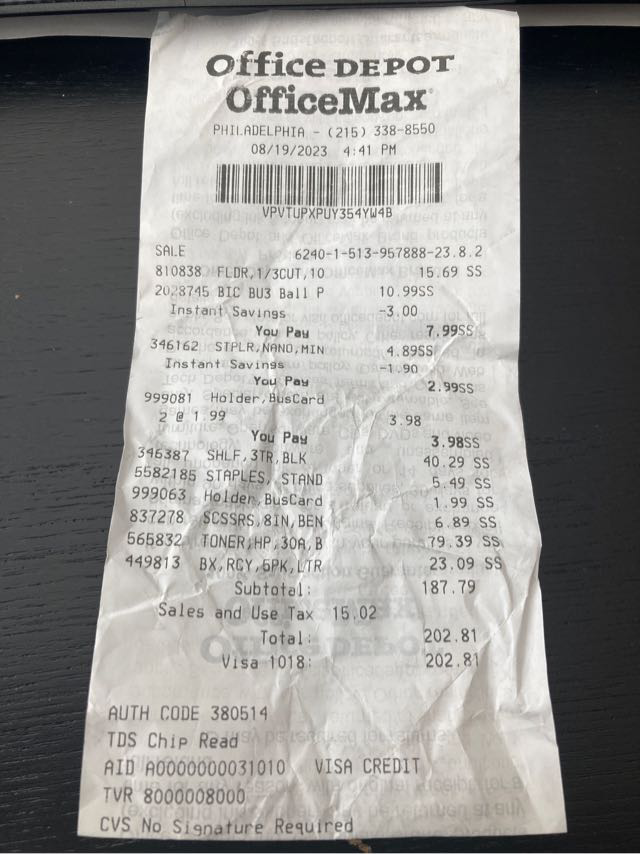 Office DEPOT
OfficeMax
PHILADELPHIA - (215) 338-8550
08/19/2023 4:41 PM
VPVTUPXPUY354YW4B
SALE 6240-1-513-957888-23.8.2
810838 FLDR,1/3CUT,10 15.69 SS
2028745 BIC BU3 Ball P 10.99SS
Instant Savings -3.00
You Pay 7.99SS
346162 STPLR,NANO,MIN 4.89SS
Instant Savings -1.90
You Pay 2.99SS
999081 Holder,BusCard
2 @ 1.99 3.98
You Pay 3.98SS
346387 SHLF,3TR,BLK 40.29 SS
5582185 STAPLES, STAND 5.49 SS
999063 Holder,BusCard 1.99 SS
837278 SCSSRS,8IN,BEN 6.89 SS
565832 TONER,HP,30A,B 79.39 SS
449813 BX,RCY,5PK,LTR 23.09 SS
Subtotal: 187.79
Sales and Use Tax 15.02
Total: 202.81
Visa 1018: 202.81
AUTH CODE 380514
TDS Chip Read
AID A0000000031010 VISA CREDIT
TVR 8000008000
CVS No Signature Required